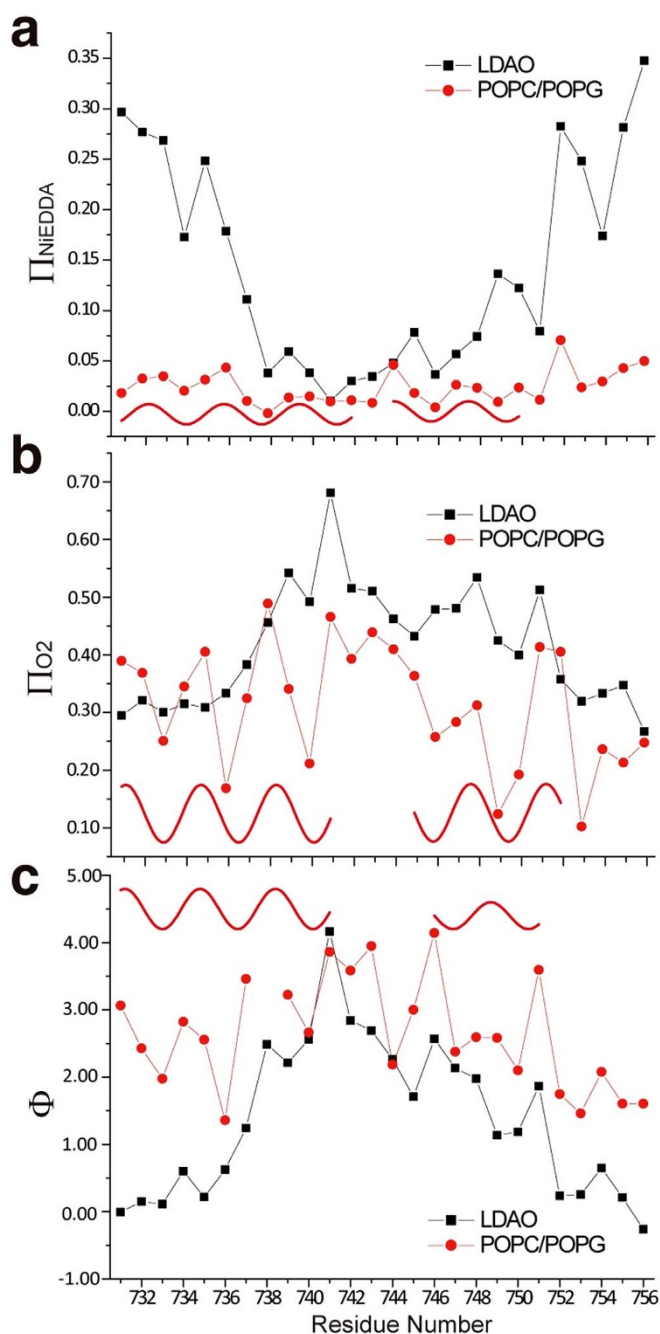 a
LDAO
POPC/POPG
0.35
0.30
0.25
0.20
0.15
0.10
0.05
0.00
ΠNiEDDA
b
LDAO
POPC/POPG
0.70
0.60
0.50
0.40
0.30
0.20
0.10
ΠO2
c
5.00
4.00
3.00
2.00
1.00
0.00
-1.00
Φ
LDAO
POPC/POPG
732 734 736 738 740 742 744 746 748 750 752 754 756
Residue Number